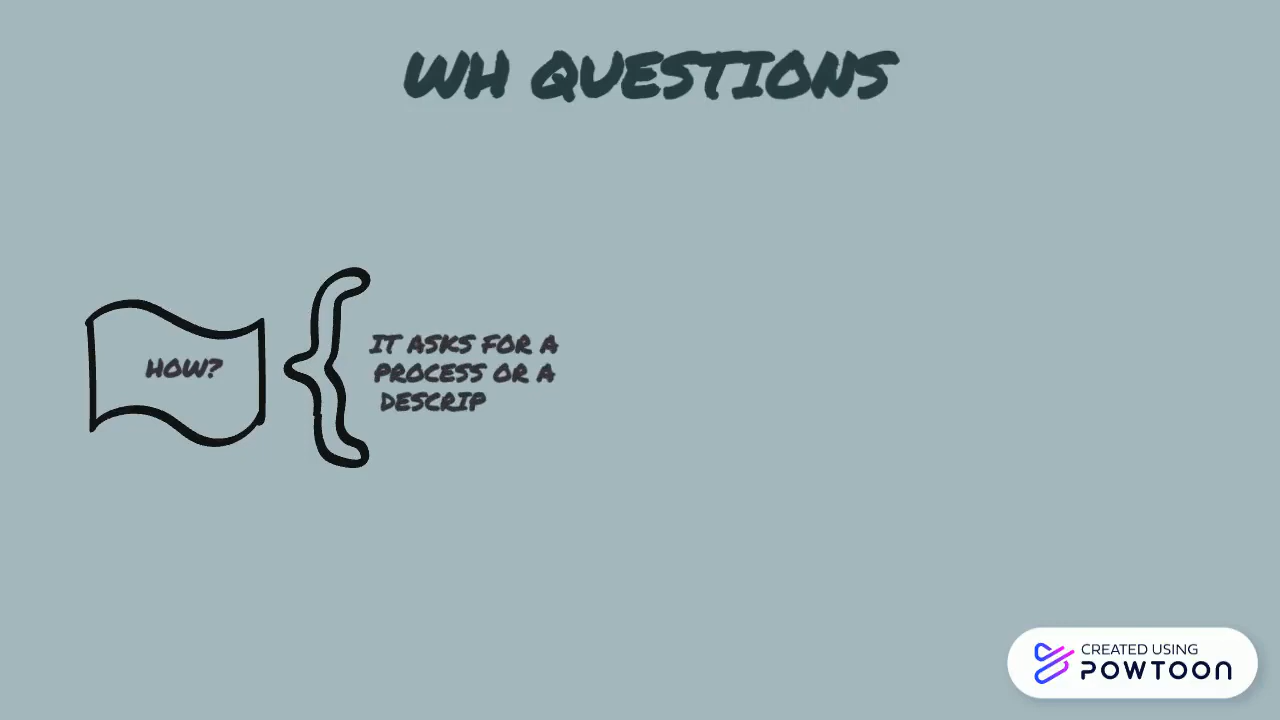 WH QUESTIONS
HOW?
IT ASKS FOR A
PROCESS OR A
DESCRIP
CREATED USING
POWTOON